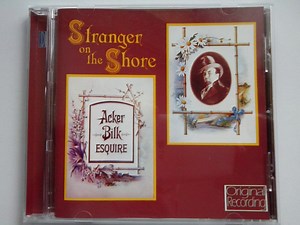 Stranger
on the Shore
Acker
Bilk
ESQUIRE
Original
Recording